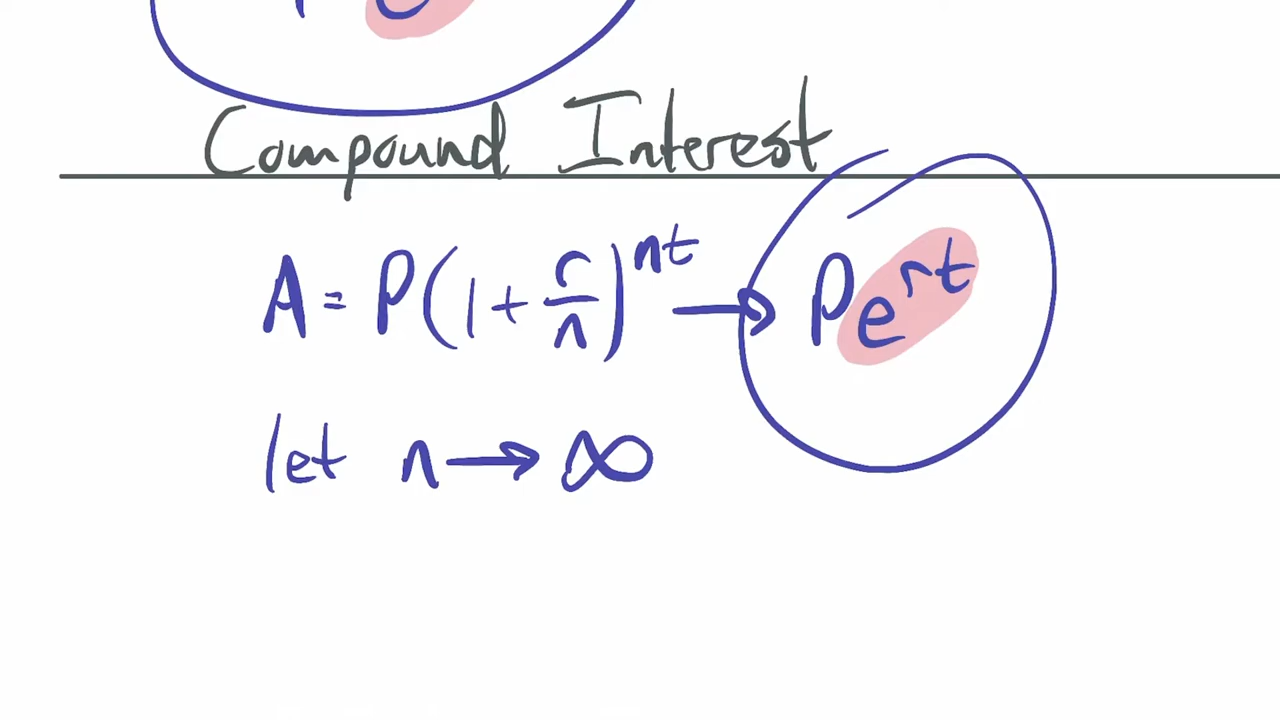 Compound Interest
A = P(1 + r/n)^nt → Pe^rt
let n → ∞